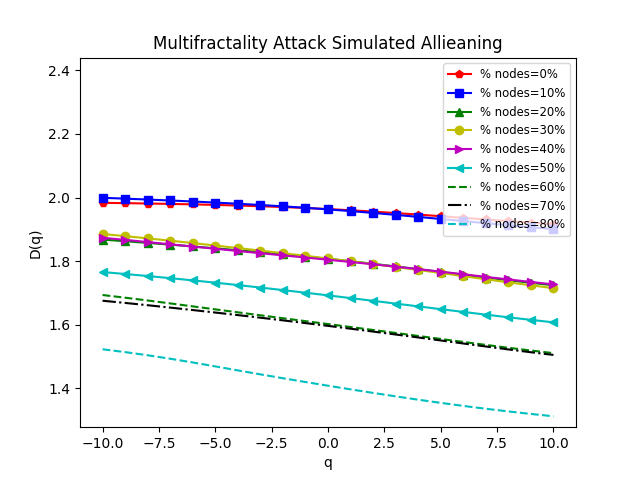 Multifractality Attack Simulated Allieaning
2.4
2.2
2.0
1.8
1.6
1.4
D(q)
−10.0 −7.5 −5.0 −2.5 0.0 2.5 5.0 7.5 10.0
q
% nodes=0%
% nodes=10%
% nodes=20%
% nodes=30%
% nodes=40%
% nodes=50%
% nodes=60%
% nodes=70%
% nodes=80%